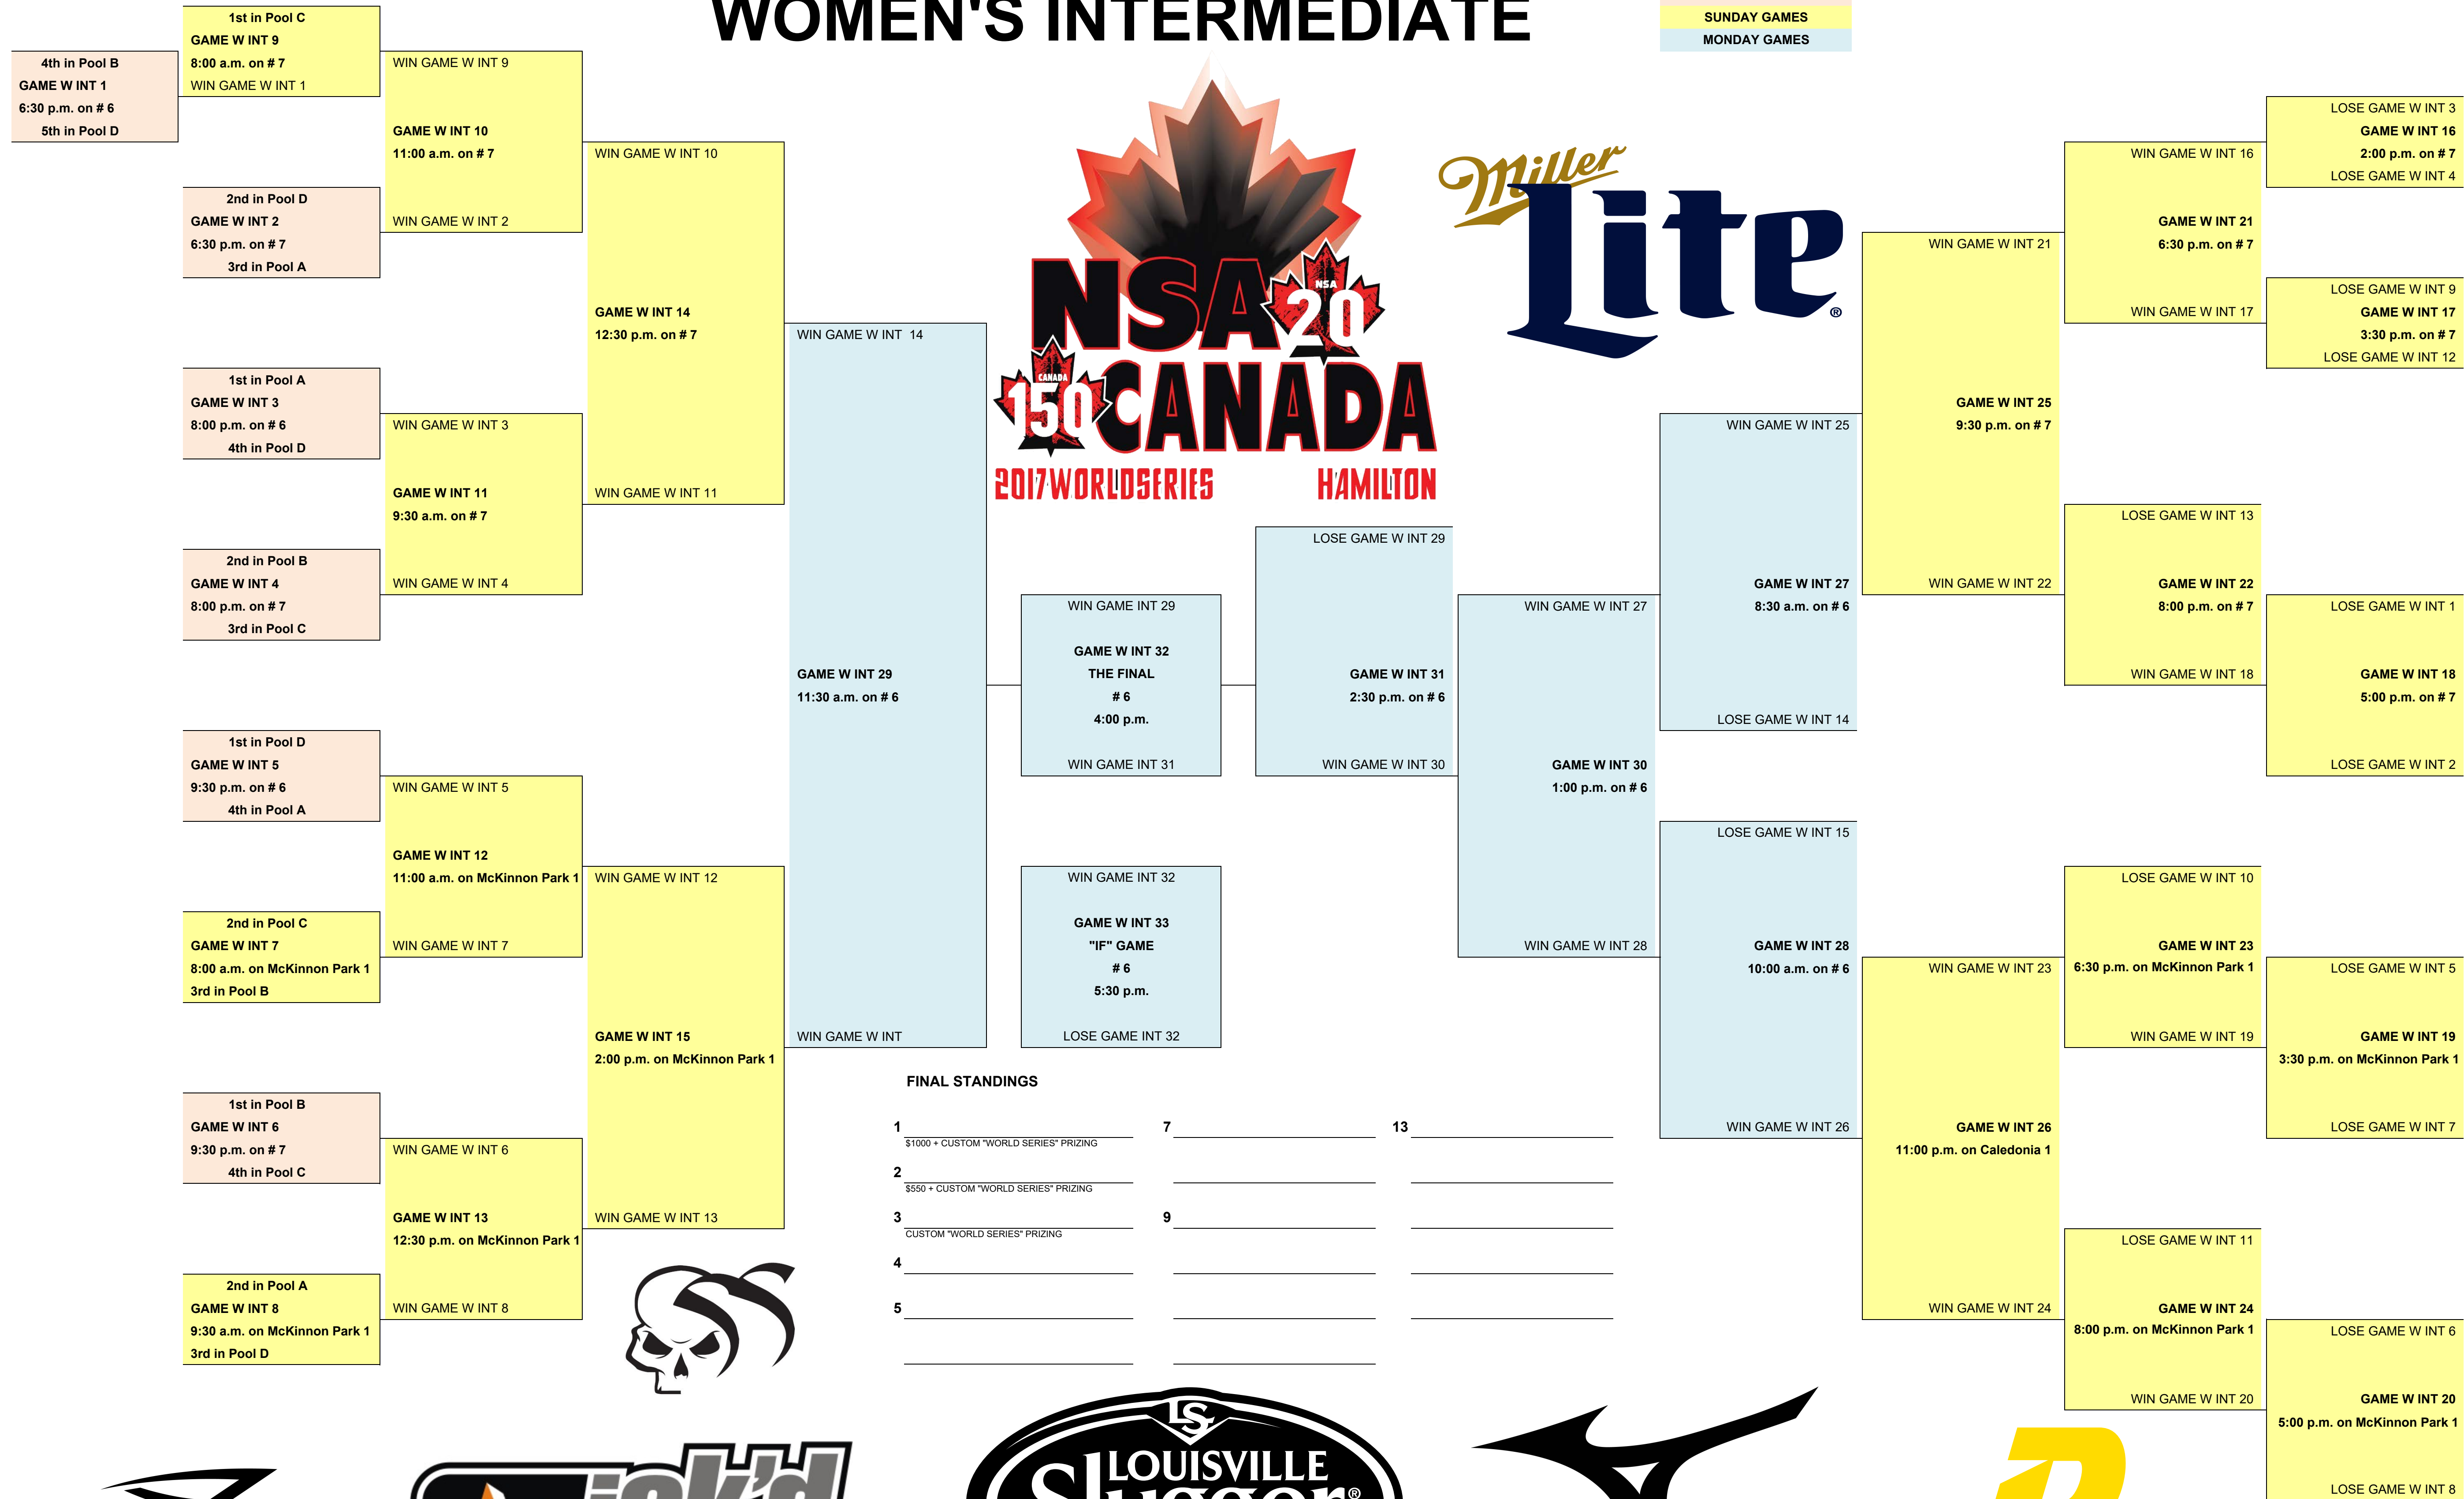 WOMEN'S INTERMEDIATE
SUNDAY GAMES
MONDAY GAMES
4th in Pool B
GAME W INT 1
6:30 p.m. on # 6
5th in Pool D
1st in Pool C
GAME W INT 9
8:00 a.m. on # 7
WIN GAME W INT 1
2nd in Pool D
GAME W INT 2
6:30 p.m. on # 7
3rd in Pool A
1st in Pool A
GAME W INT 3
8:00 p.m. on # 6
4th in Pool D
2nd in Pool B
GAME W INT 4
8:00 p.m. on # 7
3rd in Pool C
1st in Pool D
GAME W INT 5
9:30 p.m. on # 6
4th in Pool A
2nd in Pool C
GAME W INT 7
8:00 a.m. on McKinnon Park 1
3rd in Pool B
1st in Pool B
GAME W INT 6
9:30 p.m. on # 7
4th in Pool C
2nd in Pool A
GAME W INT 8
9:30 a.m. on McKinnon Park 1
3rd in Pool D
WIN GAME W INT 9
GAME W INT 10
11:00 a.m. on # 7
WIN GAME W INT 2
WIN GAME W INT 3
GAME W INT 11
9:30 a.m. on # 7
WIN GAME W INT 4
WIN GAME W INT 5
GAME W INT 12
11:00 a.m. on McKinnon Park 1
WIN GAME W INT 7
WIN GAME W INT 6
GAME W INT 13
12:30 p.m. on McKinnon Park 1
WIN GAME W INT 8
WIN GAME W INT 10
GAME W INT 14
12:30 p.m. on # 7
WIN GAME W INT 11
WIN GAME W INT 12
GAME W INT 15
2:00 p.m. on McKinnon Park 1
WIN GAME W INT 13
WIN GAME W INT 14
GAME W INT 29
11:30 a.m. on # 6
WIN GAME W INT
NSA
NSA
20
CANADA
150
CANADA
2017 WORLD SERIES HAMILTON
Miller
Lite®
WIN GAME INT 29
GAME W INT 32
THE FINAL
# 6
4:00 p.m.
WIN GAME INT 31
WIN GAME INT 32
GAME W INT 33
"IF" GAME
# 6
5:30 p.m.
LOSE GAME INT 32
LOSE GAME W INT 29
GAME W INT 31
2:30 p.m. on # 6
WIN GAME W INT 30
WIN GAME W INT 27
GAME W INT 30
1:00 p.m. on # 6
WIN GAME W INT 28
WIN GAME W INT 25
GAME W INT 27
8:30 a.m. on # 6
LOSE GAME W INT 14
LOSE GAME W INT 15
GAME W INT 28
10:00 a.m. on # 6
WIN GAME W INT 26
WIN GAME W INT 21
GAME W INT 25
9:30 p.m. on # 7
WIN GAME W INT 22
WIN GAME W INT 23
GAME W INT 26
11:00 p.m. on Caledonia 1
WIN GAME W INT 24
WIN GAME W INT 16
GAME W INT 21
6:30 p.m. on # 7
WIN GAME W INT 17
LOSE GAME W INT 13
GAME W INT 22
8:00 p.m. on # 7
WIN GAME W INT 18
LOSE GAME W INT 10
GAME W INT 23
6:30 p.m. on McKinnon Park 1
WIN GAME W INT 19
LOSE GAME W INT 11
GAME W INT 24
8:00 p.m. on McKinnon Park 1
WIN GAME W INT 20
LOSE GAME W INT 3
GAME W INT 16
2:00 p.m. on # 7
LOSE GAME W INT 4
LOSE GAME W INT 9
GAME W INT 17
3:30 p.m. on # 7
LOSE GAME W INT 12
LOSE GAME W INT 1
GAME W INT 18
5:00 p.m. on # 7
LOSE GAME W INT 2
LOSE GAME W INT 5
GAME W INT 19
3:30 p.m. on McKinnon Park 1
LOSE GAME W INT 7
LOSE GAME W INT 6
GAME W INT 20
5:00 p.m. on McKinnon Park 1
LOSE GAME W INT 8
FINAL STANDINGS
1
$1000 + CUSTOM "WORLD SERIES" PRIZING
2
$550 + CUSTOM "WORLD SERIES" PRIZING
3
CUSTOM "WORLD SERIES" PRIZING
4
5
7
9
13
LS
LOUISVILLE
Slugger®